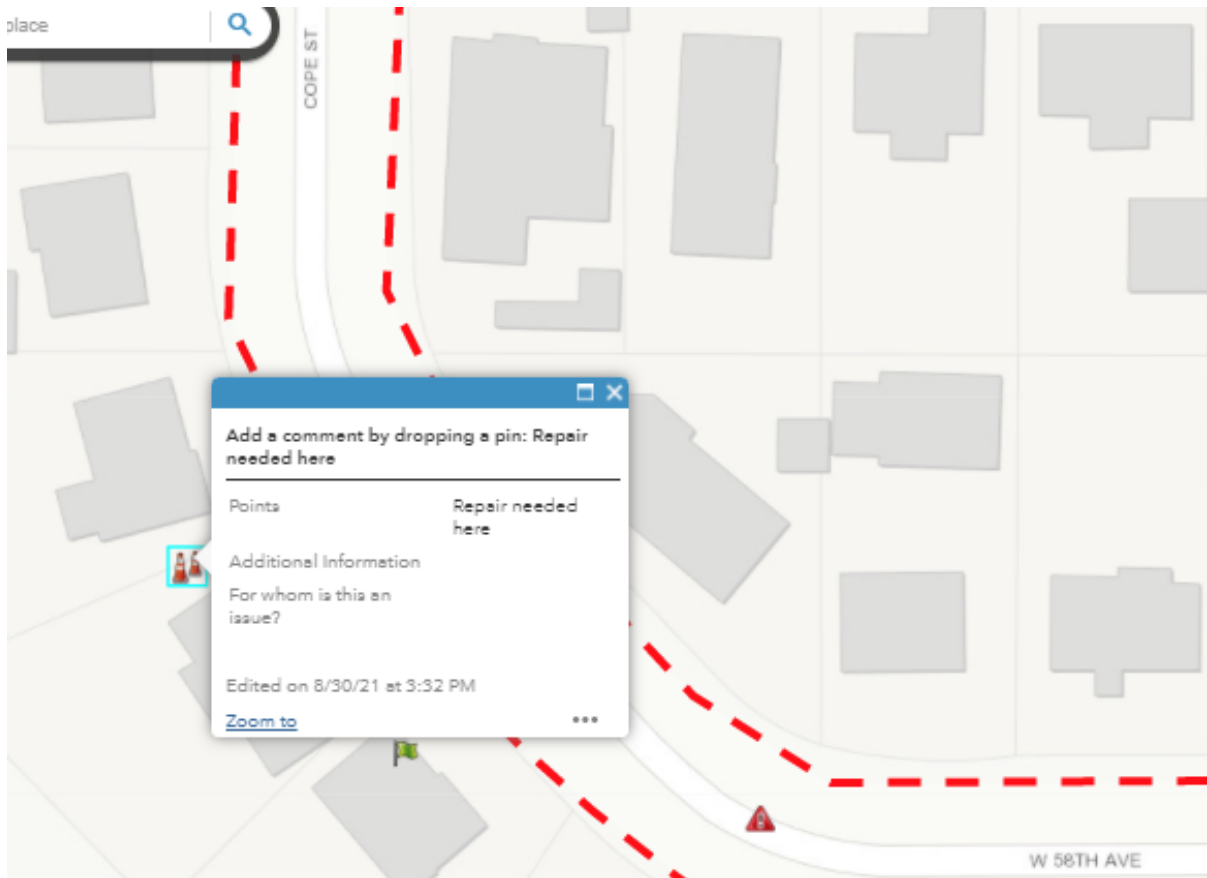 place
COPE ST
Add a comment by dropping a pin: Repair
needed here
Points
Repair needed
here
Additional Information
For whom is this an
issue?
Edited on 8/30/21 at 3:32 PM
Zoom to
W 58TH AVE